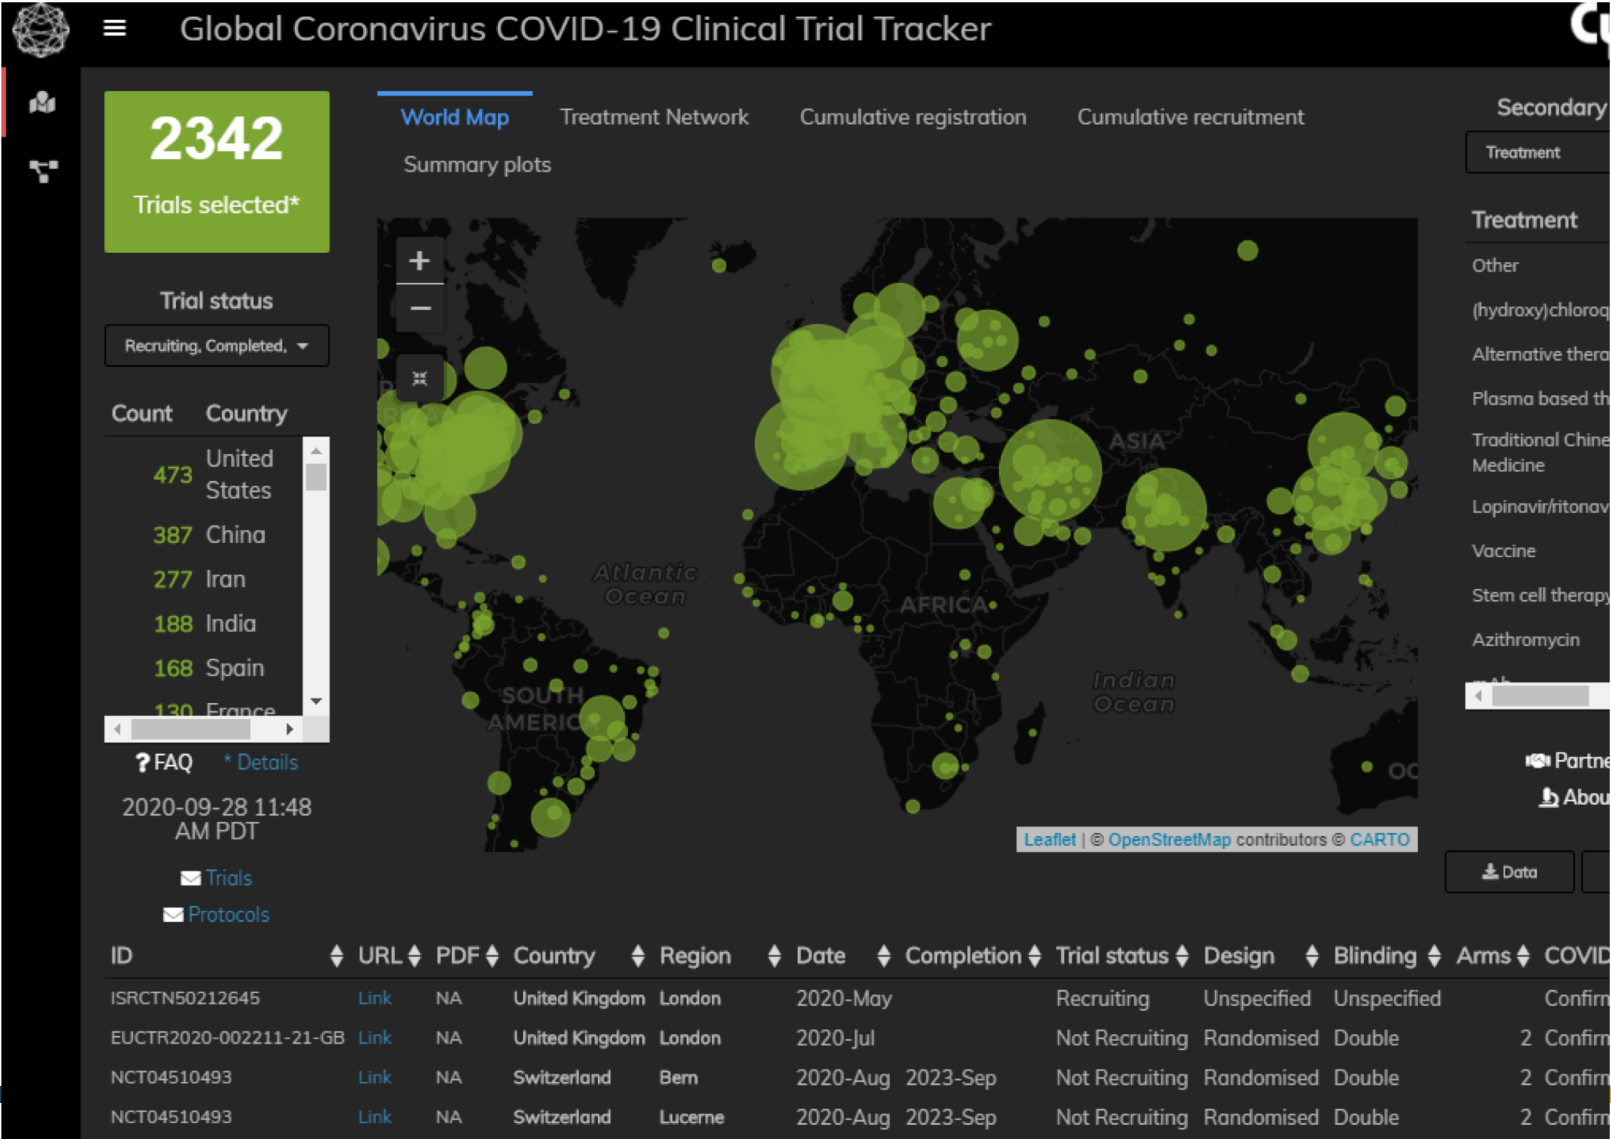 Global Coronavirus COVID-19 Clinical Trial Tracker
2342
Trials selected*
Trial status
Recruiting, Completed,
Count Country
473 United States
387 China
277 Iran
188 India
168 Spain
130 France
? FAQ * Details
2020-09-28 11:48
AM PDT
Trials
Protocols
World Map Treatment Network Cumulative registration Cumulative recruitment
Summary plots
+
−
Atlantic
Ocean
SOUTH
AFRICA
ASIA
Indian
Ocean
Leaflet | © OpenStreetMap contributors © CARTO
Secondary
Treatment
Treatment
Other
(hydroxy)chloroq
Alternative thera
Plasma based th
Traditional Chine
Medicine
Lopinavir/ritonav
Vaccine
Stem cell therapy
Azithromycin
mAb
Partne
Abou
Data
ID URL PDF Country Region Date Completion Trial status Design Blinding Arms COVID
ISRCTN50212645 Link NA United Kingdom London 2020-May Recruiting Unspecified Unspecified Confirm
EUCTR2020-002211-21-GB Link NA United Kingdom London 2020-Jul Not Recruiting Randomised Double 2 Confirm
NCT04510493 Link NA Switzerland Bern 2020-Aug 2023-Sep Not Recruiting Randomised Double 2 Confirm
NCT04510493 Link NA Switzerland Lucerne 2020-Aug 2023-Sep Not Recruiting Randomised Double 2 Confirm